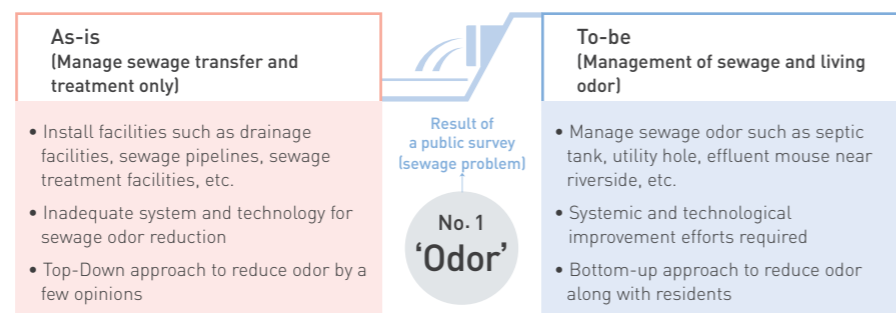 As-is
(Manage sewage transfer and
treatment only)
• Install facilities such as drainage
facilities, sewage pipelines, sewage
treatment facilities, etc.
• Inadequate system and technology for
sewage odor reduction
• Top-Down approach to reduce odor by a
few opinions
Result of
a public survey
(sewage problem)
No. 1
‘Odor’
To-be
(Management of sewage and living
odor)
• Manage sewage odor such as septic
tank, utility hole, effluent mouse near
riverside, etc.
• Systemic and technological
improvement efforts required
• Bottom-up approach to reduce odor
along with residents